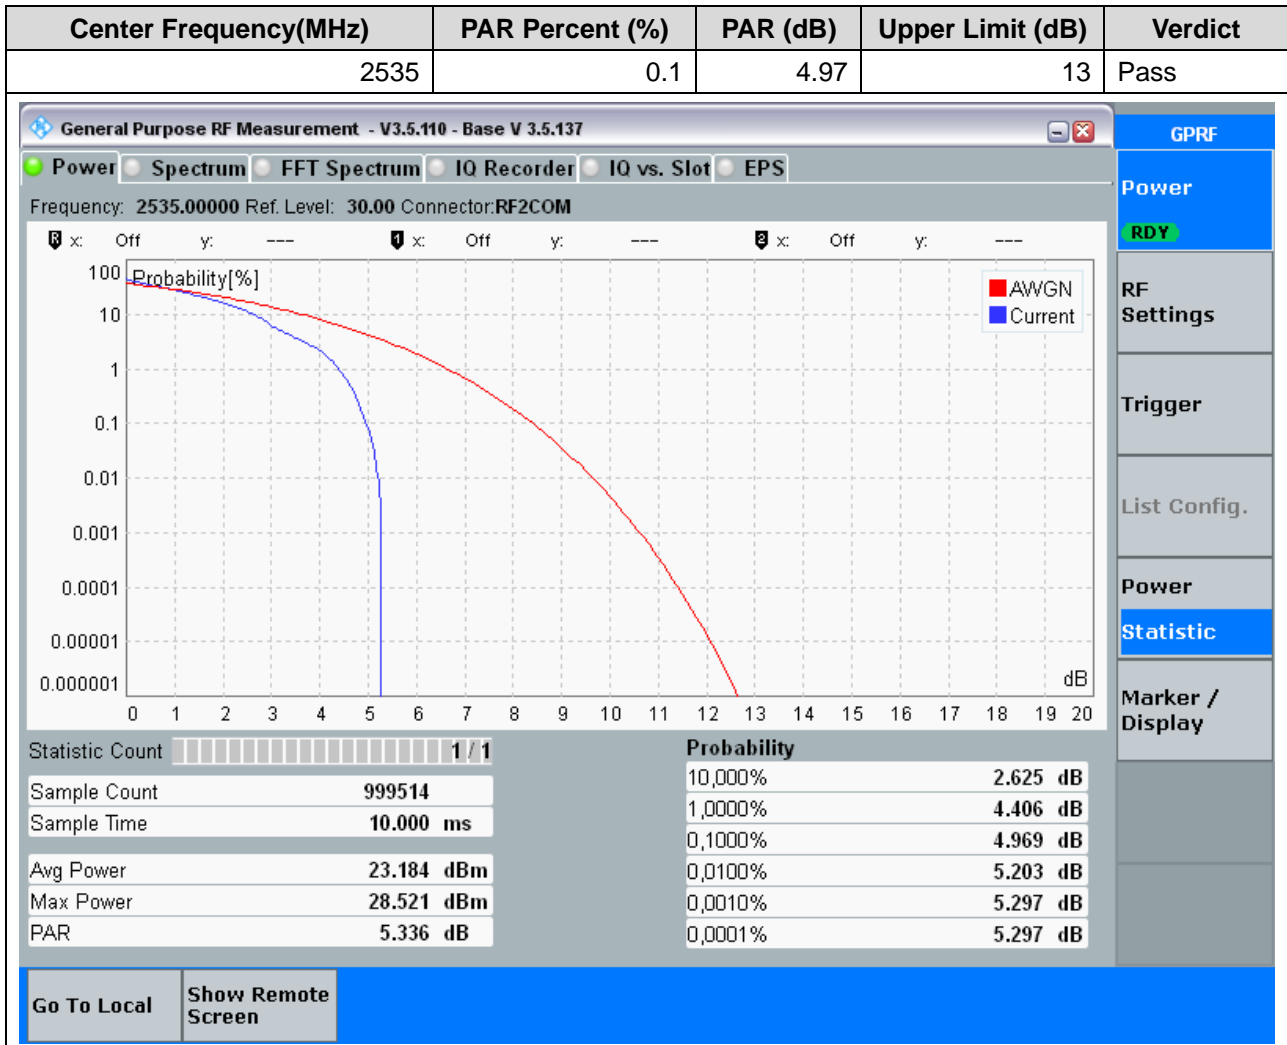 Center Frequency(MHz) PAR Percent (%) PAR (dB) Upper Limit (dB) Verdict
2535 0.1 4.97 13 Pass
General Purpose RF Measurement - V3.5.110 - Base V 3.5.137
GPRF
Power Spectrum FFT Spectrum IQ Recorder IQ vs. Slot EPS
Frequency: 2535.00000 Ref. Level: 30.00 Connector:RF2COM
R x: Off y: --- 1 x: Off y: --- 2 x: Off y: ---
Probability[%]
100
10
1
0.1
0.01
0.001
0.0001
0.00001
0.000001
AWGN
Current
dB
0 1 2 3 4 5 6 7 8 9 10 11 12 13 14 15 16 17 18 19 20
Statistic Count 1 / 1
Sample Count 999514
Sample Time 10.000 ms
Avg Power 23.184 dBm
Max Power 28.521 dBm
PAR 5.336 dB
Probability
10,000% 2.625 dB
1,0000% 4.406 dB
0,1000% 4.969 dB
0,0100% 5.203 dB
0,0010% 5.297 dB
0,0001% 5.297 dB
Power
RDY
RF
Settings
Trigger
List Config.
Power
Statistic
Marker /
Display
Go To Local
Show Remote
Screen